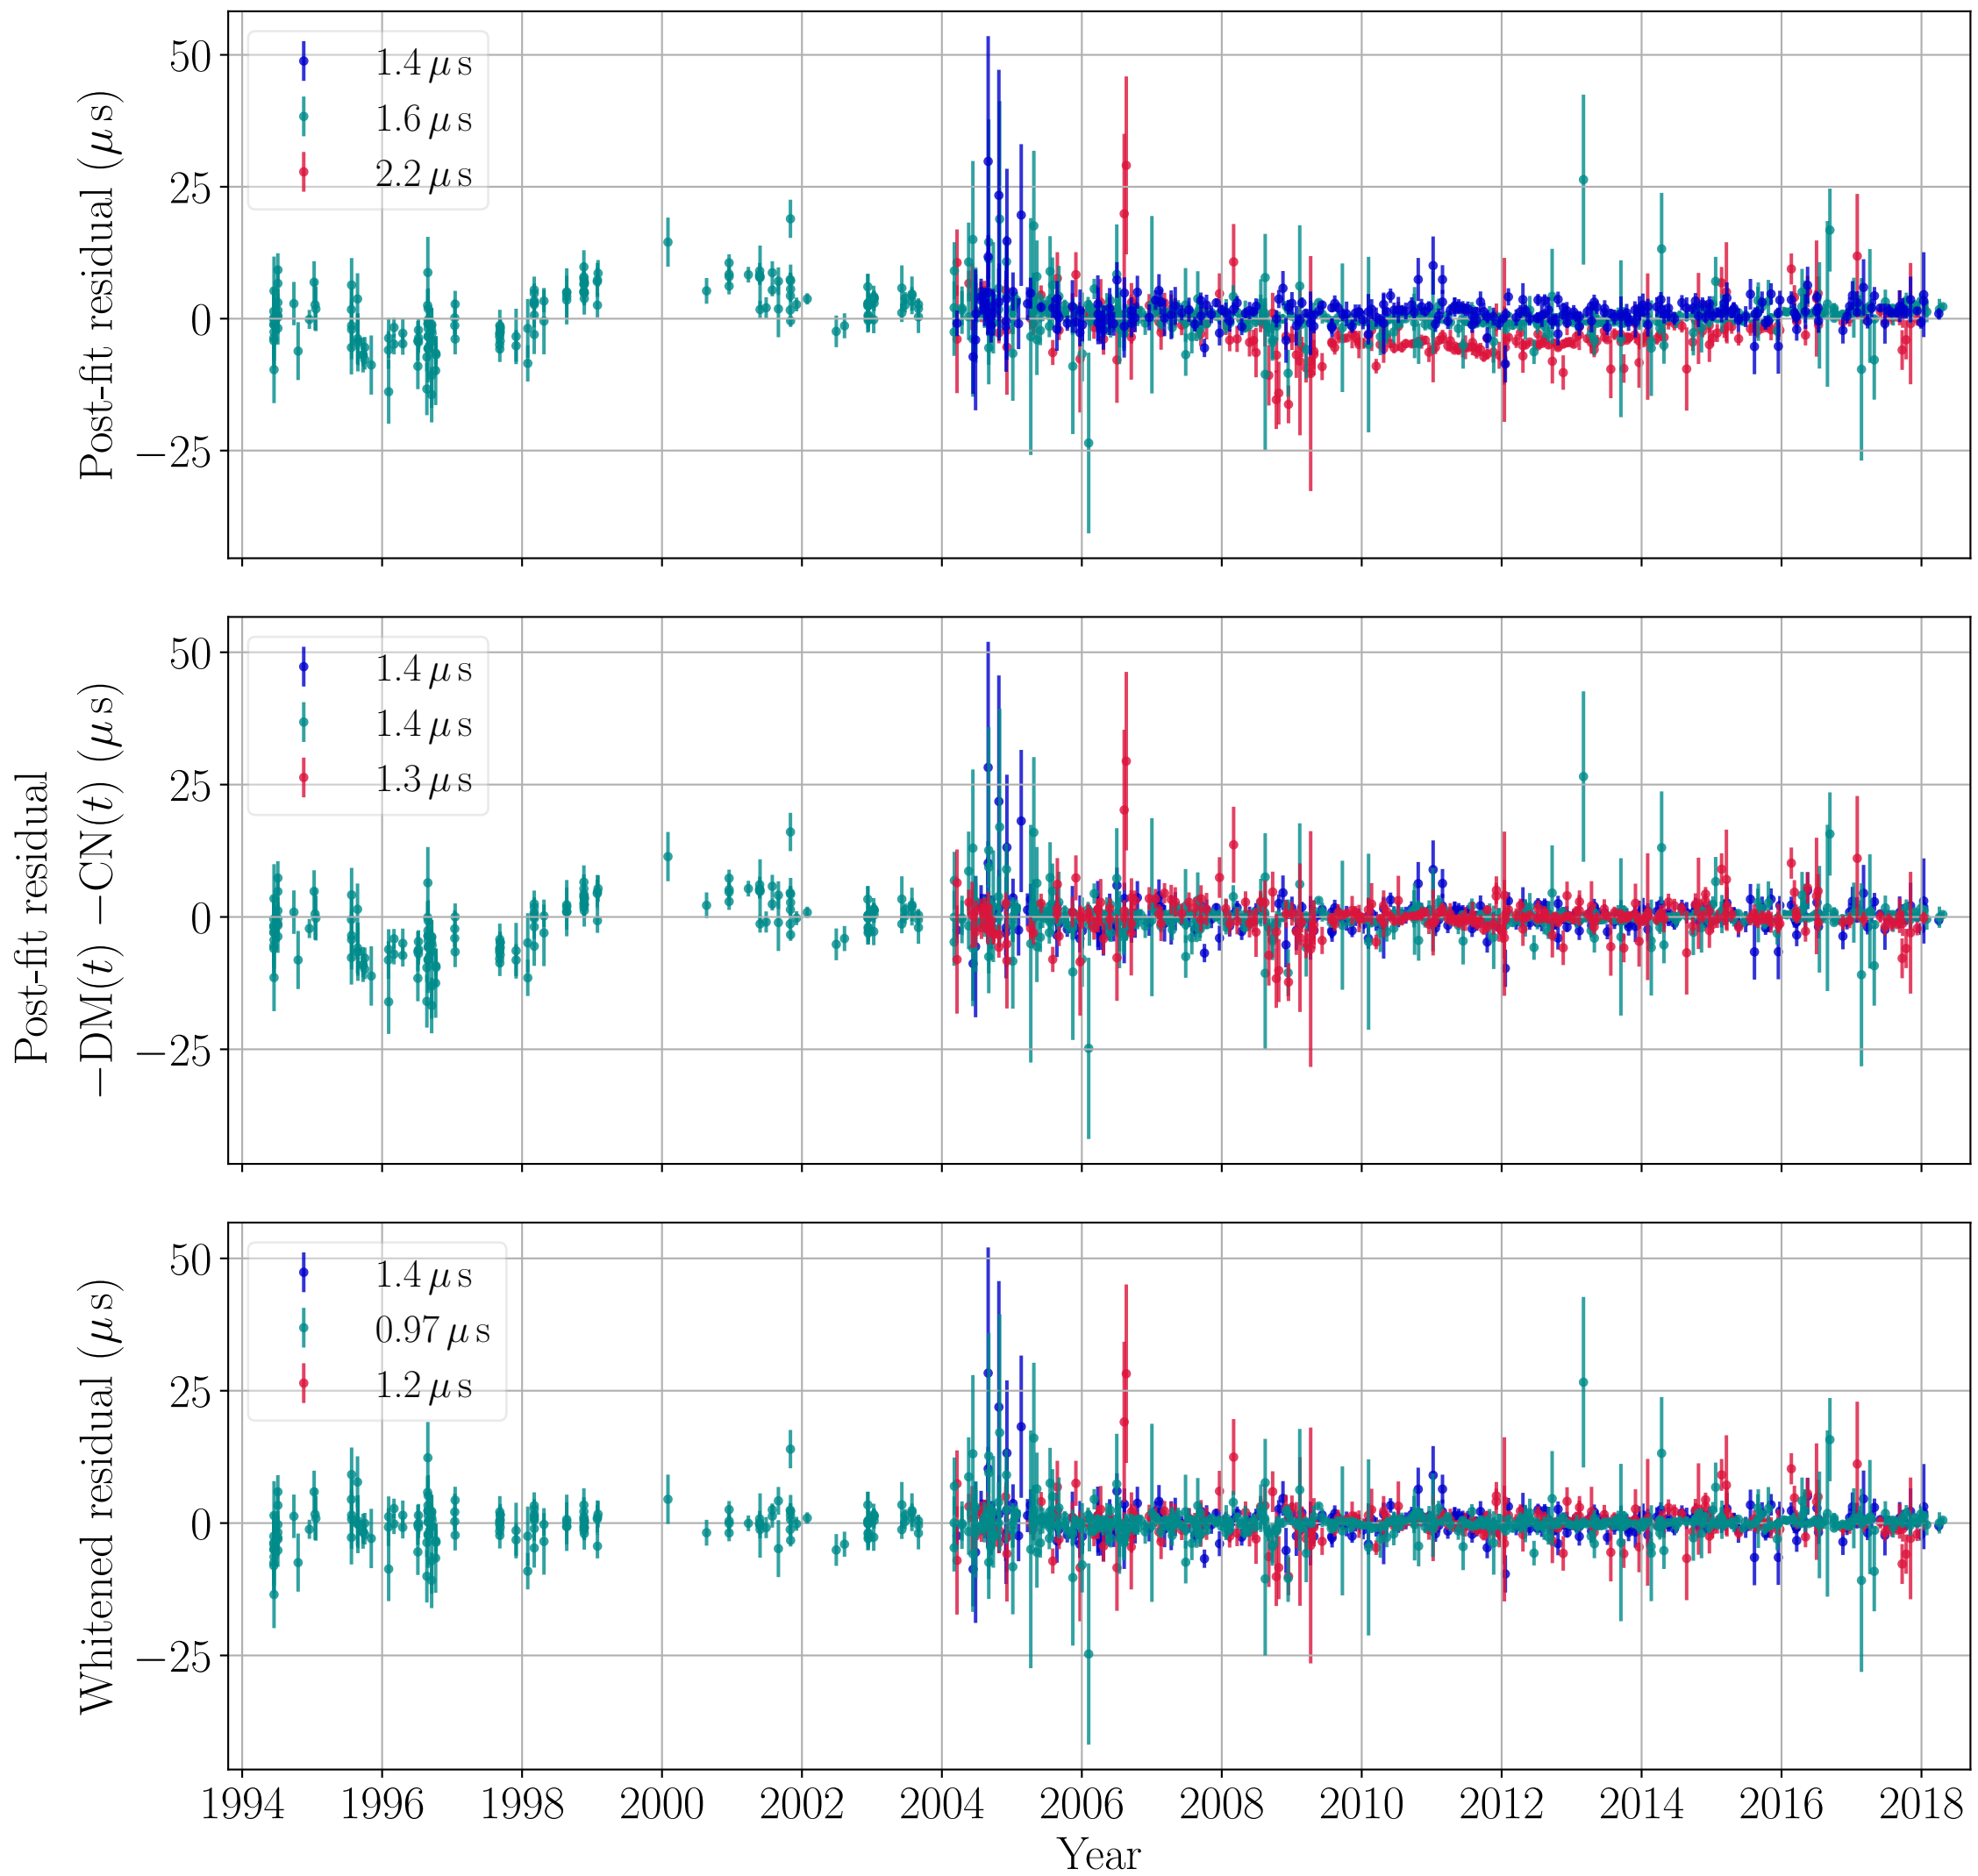 50
25
0
−25
Post-fit residual (μs)
1.4 μs
1.6 μs
2.2 μs
50
25
0
−25
Post-fit residual
−DM(t) −CN(t) (μs)
1.4 μs
1.4 μs
1.3 μs
50
25
0
−25
Whitened residual (μs)
1.4 μs
0.97 μs
1.2 μs
1994 1996 1998 2000 2002 2004 2006 2008 2010 2012 2014 2016 2018
Year